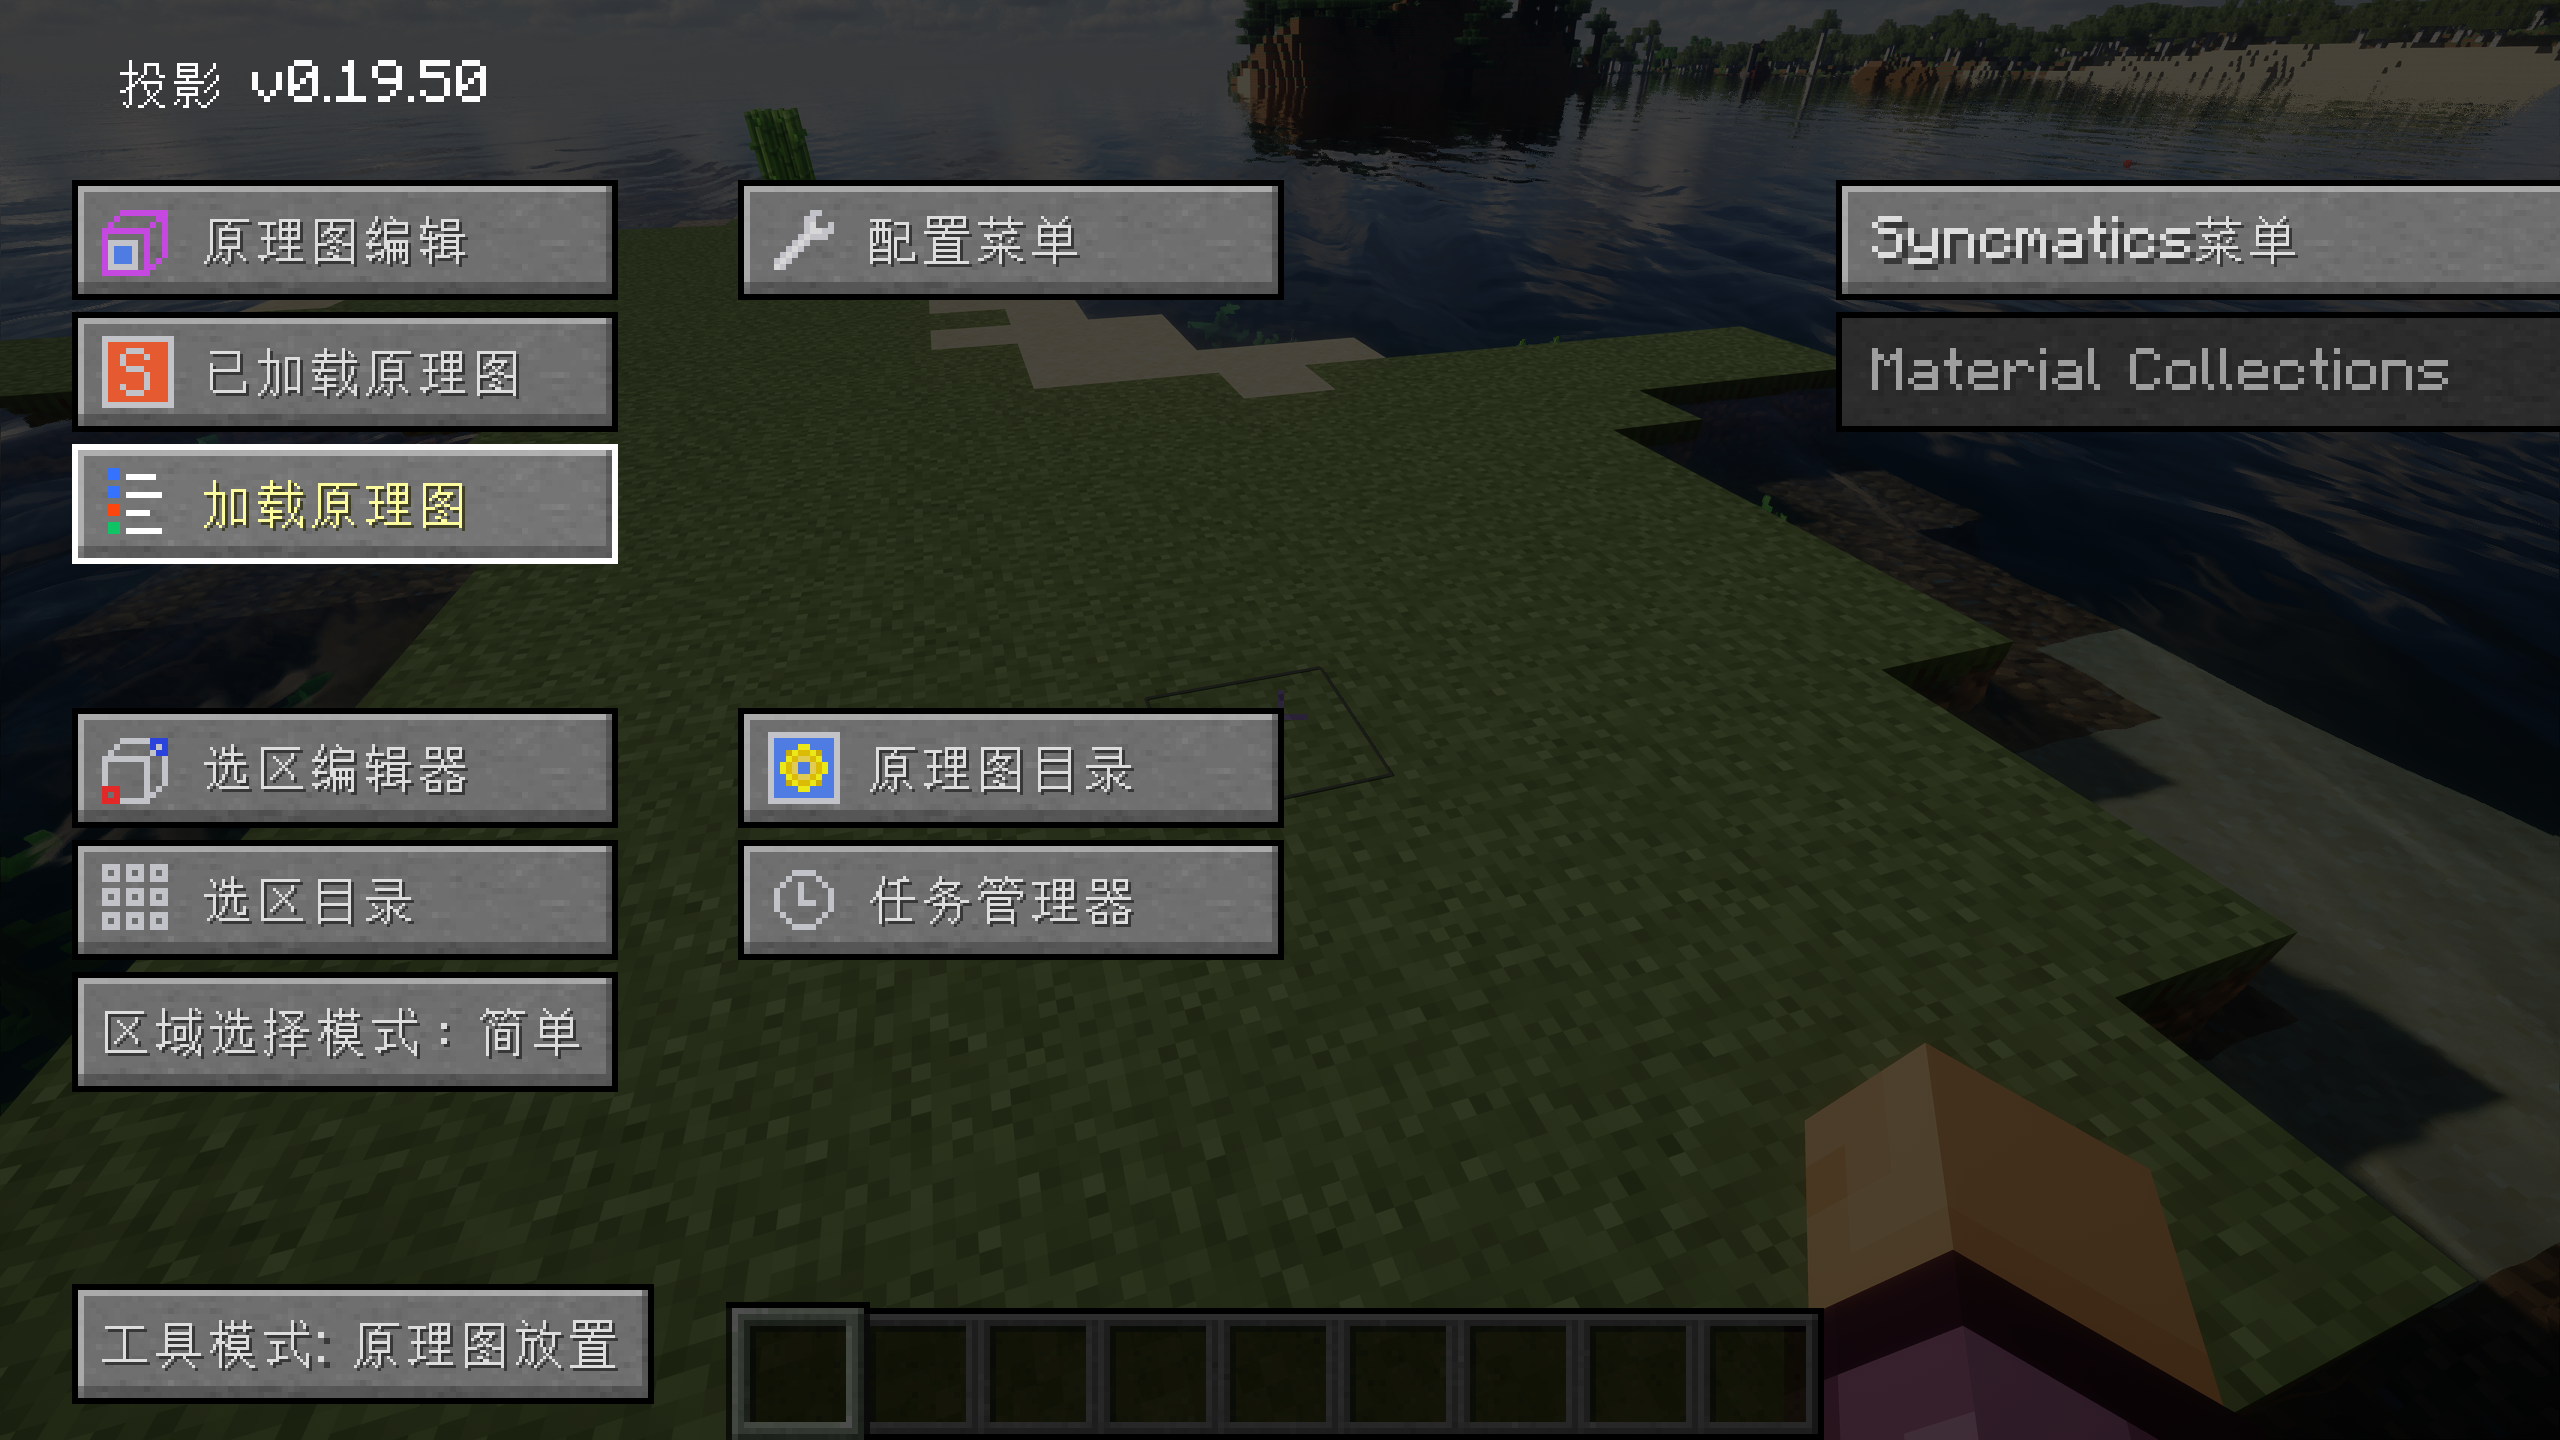 投影 v0.19.50
原理图编辑
配置菜单
Syncmatics菜单
S
已加载原理图
Material Collections
加载原理图
选区编辑器
原理图目录
选区目录
任务管理器
区域选择模式：简单
工具模式: 原理图放置